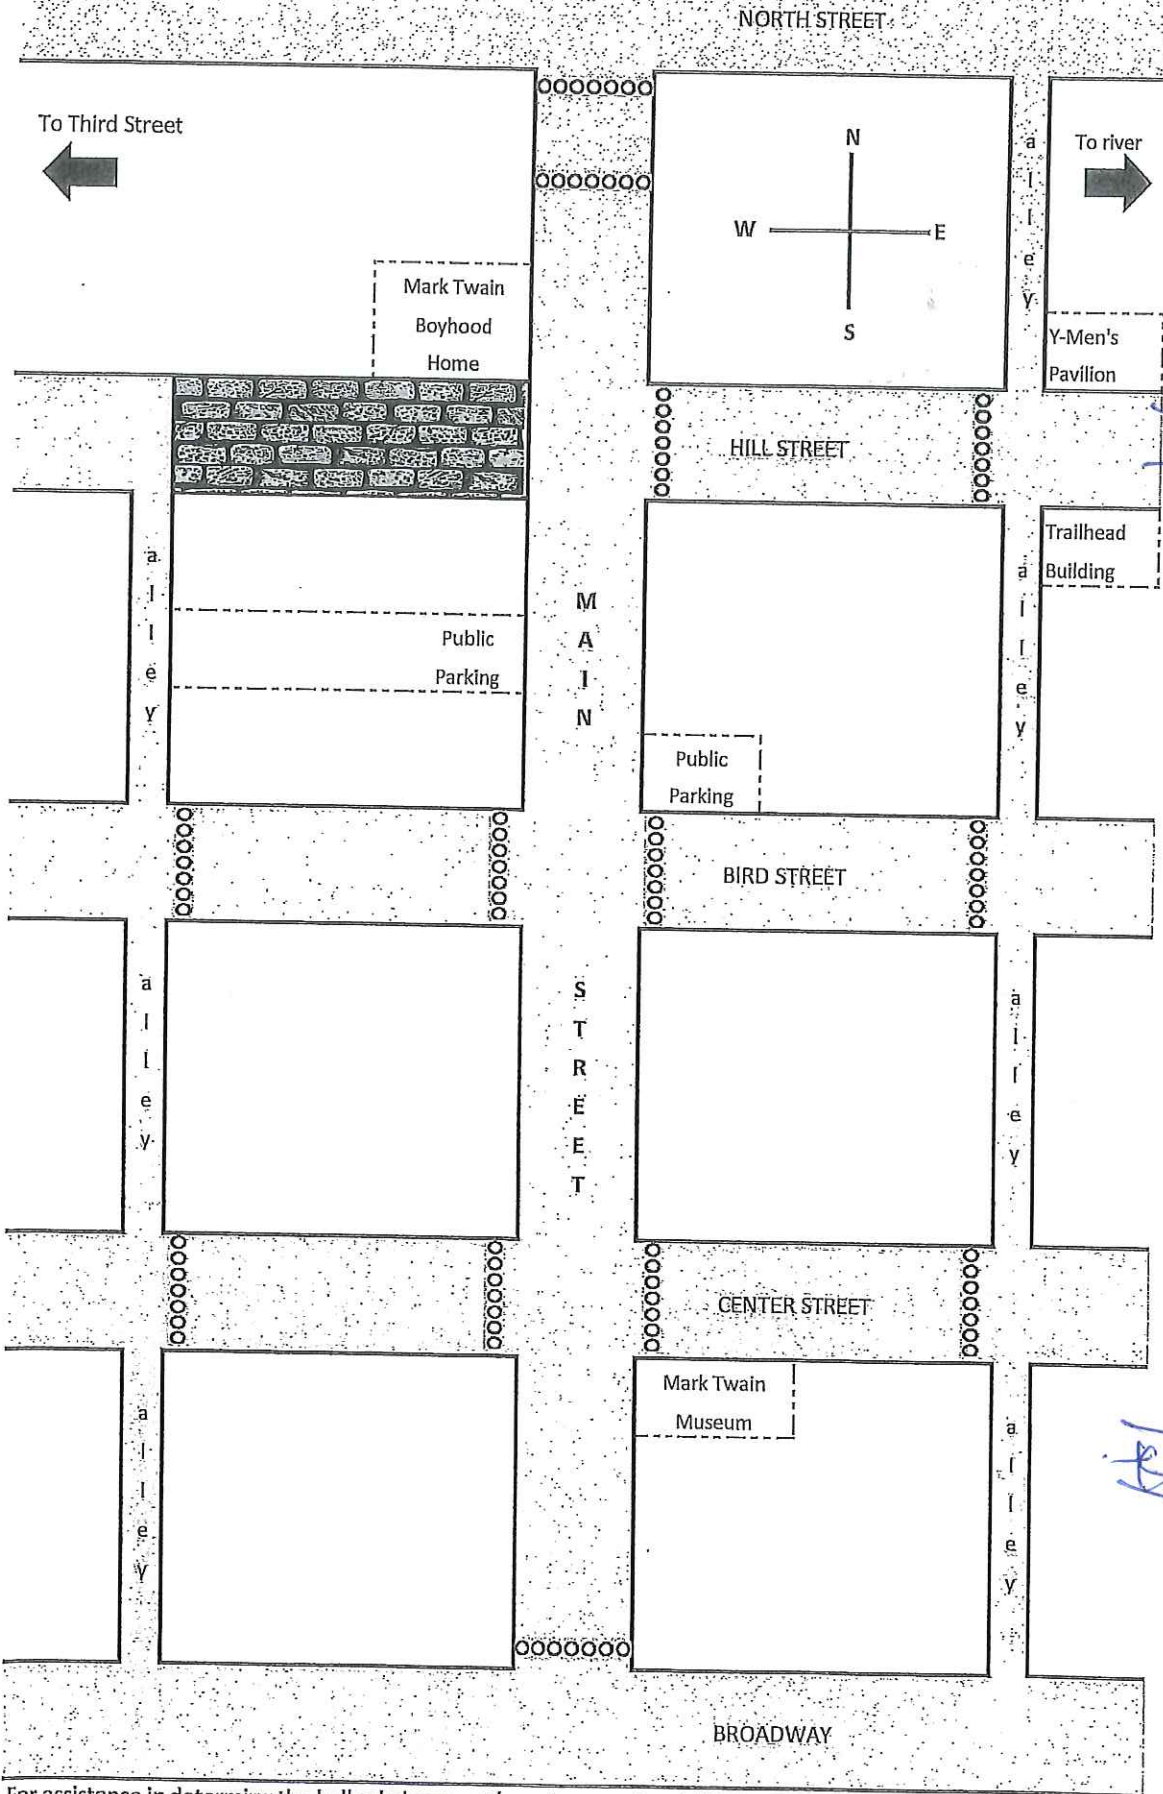 NORTH STREET
To Third Street
N
W
E
S
alley
To river
Mark Twain
Boyhood
Home
Y-Men's
Pavilion
HILL STREET
alley
Public
Parking
MAIN
STREET
Trailhead
Building
alley
Public
Parking
BIRD STREET
alley
alley
CENTER STREET
Mark Twain
Museum
alley
alley
BROADWAY
For assistance in